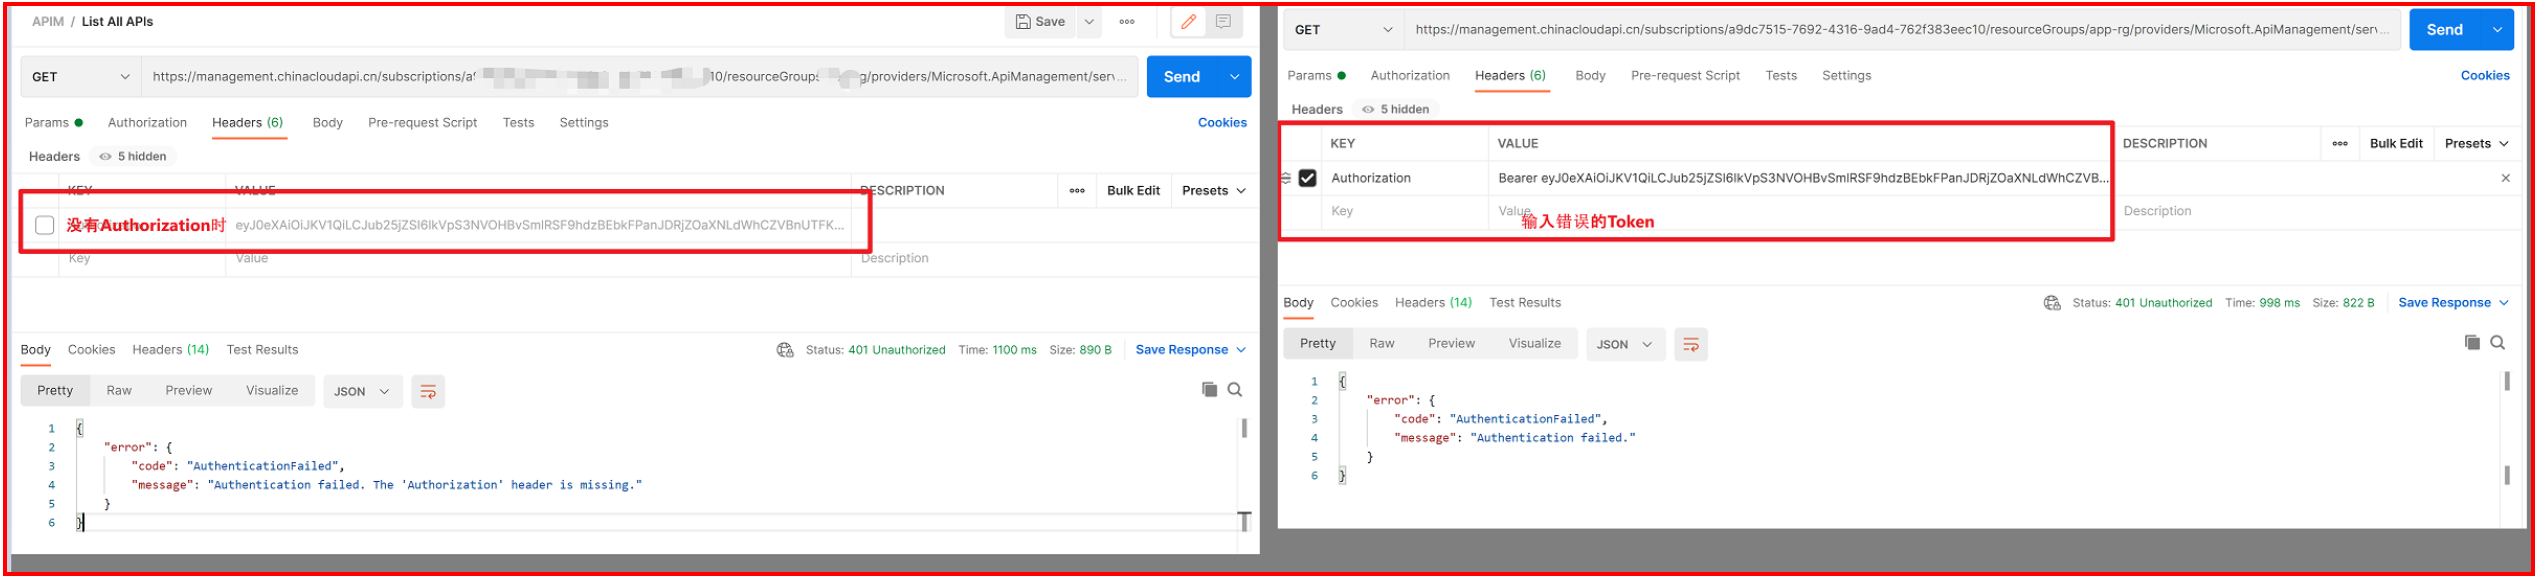 APIM / List All APIs
Save
GET
https://management.chinacloudapi.cn/subscriptions/a 10/resourceGroups g/providers/Microsoft.ApiManagement/serv...
Send
Params Authorization Headers (6) Body Pre-request Script Tests Settings
Cookies
Headers 5 hidden
KEY VALUE DESCRIPTION Bulk Edit Presets
没有Authorization时 eyJ0eXAiOiJKV1QiLCJub25jZSI6IkVpS3NVOHBvSmlRSF9hdzBEbkFPanJDRjZOaXNLdWhCZVBnUTFK...
Key Value Description
Body Cookies Headers (14) Test Results
Status: 401 Unauthorized Time: 1100 ms Size: 890 B Save Response
Pretty Raw Preview Visualize JSON
1 {
2 "error": {
3 "code": "AuthenticationFailed",
4 "message": "Authentication failed. The 'Authorization' header is missing."
5 }
6 }
GET
https://management.chinacloudapi.cn/subscriptions/a9dc7515-7692-4316-9ad4-762f383eec10/resourceGroups/app-rg/providers/Microsoft.ApiManagement/serv...
Send
Params Authorization Headers (6) Body Pre-request Script Tests Settings
Cookies
Headers 5 hidden
KEY VALUE DESCRIPTION Bulk Edit Presets
Authorization Bearer eyJ0eXAiOiJKV1QiLCJub25jZSI6IkVpS3NVOHBvSmlRSF9hdzBEbkFPanJDRjZOaXNLdWhCZVB...
Key Value Description
输入错误的Token
Body Cookies Headers (14) Test Results
Status: 401 Unauthorized Time: 998 ms Size: 822 B Save Response
Pretty Raw Preview Visualize JSON
1 {
2 "error": {
3 "code": "AuthenticationFailed",
4 "message": "Authentication failed."
5 }
6 }